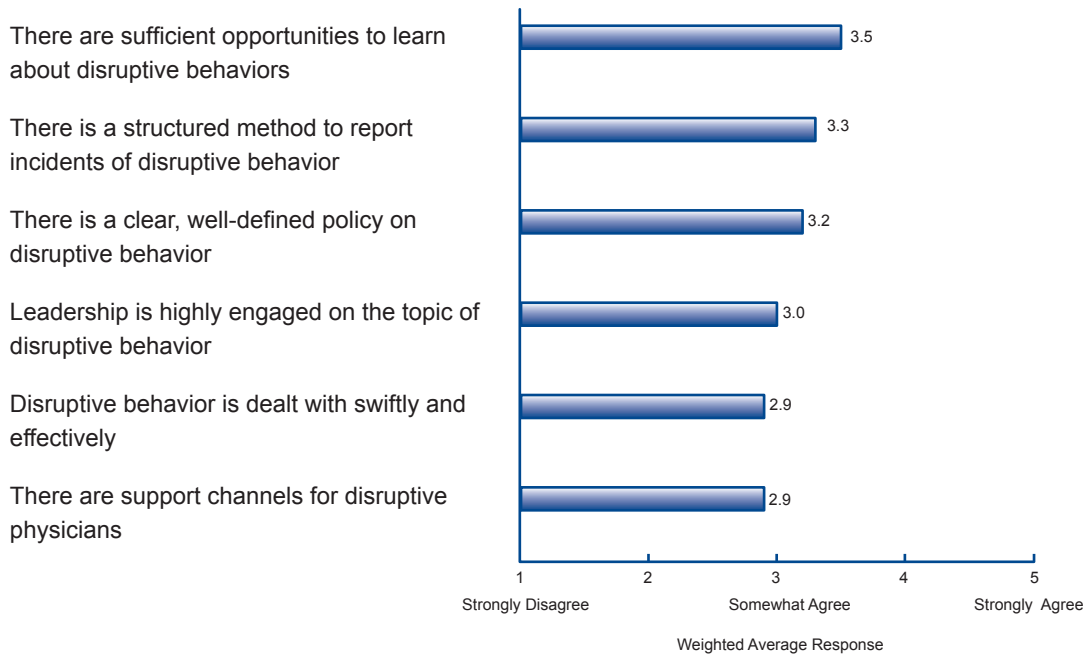 There are sufficient opportunities to learn
about disruptive behaviors
3.5
There is a structured method to report
incidents of disruptive behavior
3.3
There is a clear, well-defined policy on
disruptive behavior
3.2
Leadership is highly engaged on the topic of
disruptive behavior
3.0
Disruptive behavior is dealt with swiftly and
effectively
2.9
There are support channels for disruptive
physicians
2.9
1 2 3 4 5
Strongly Disagree Somewhat Agree Strongly Agree
Weighted Average Response